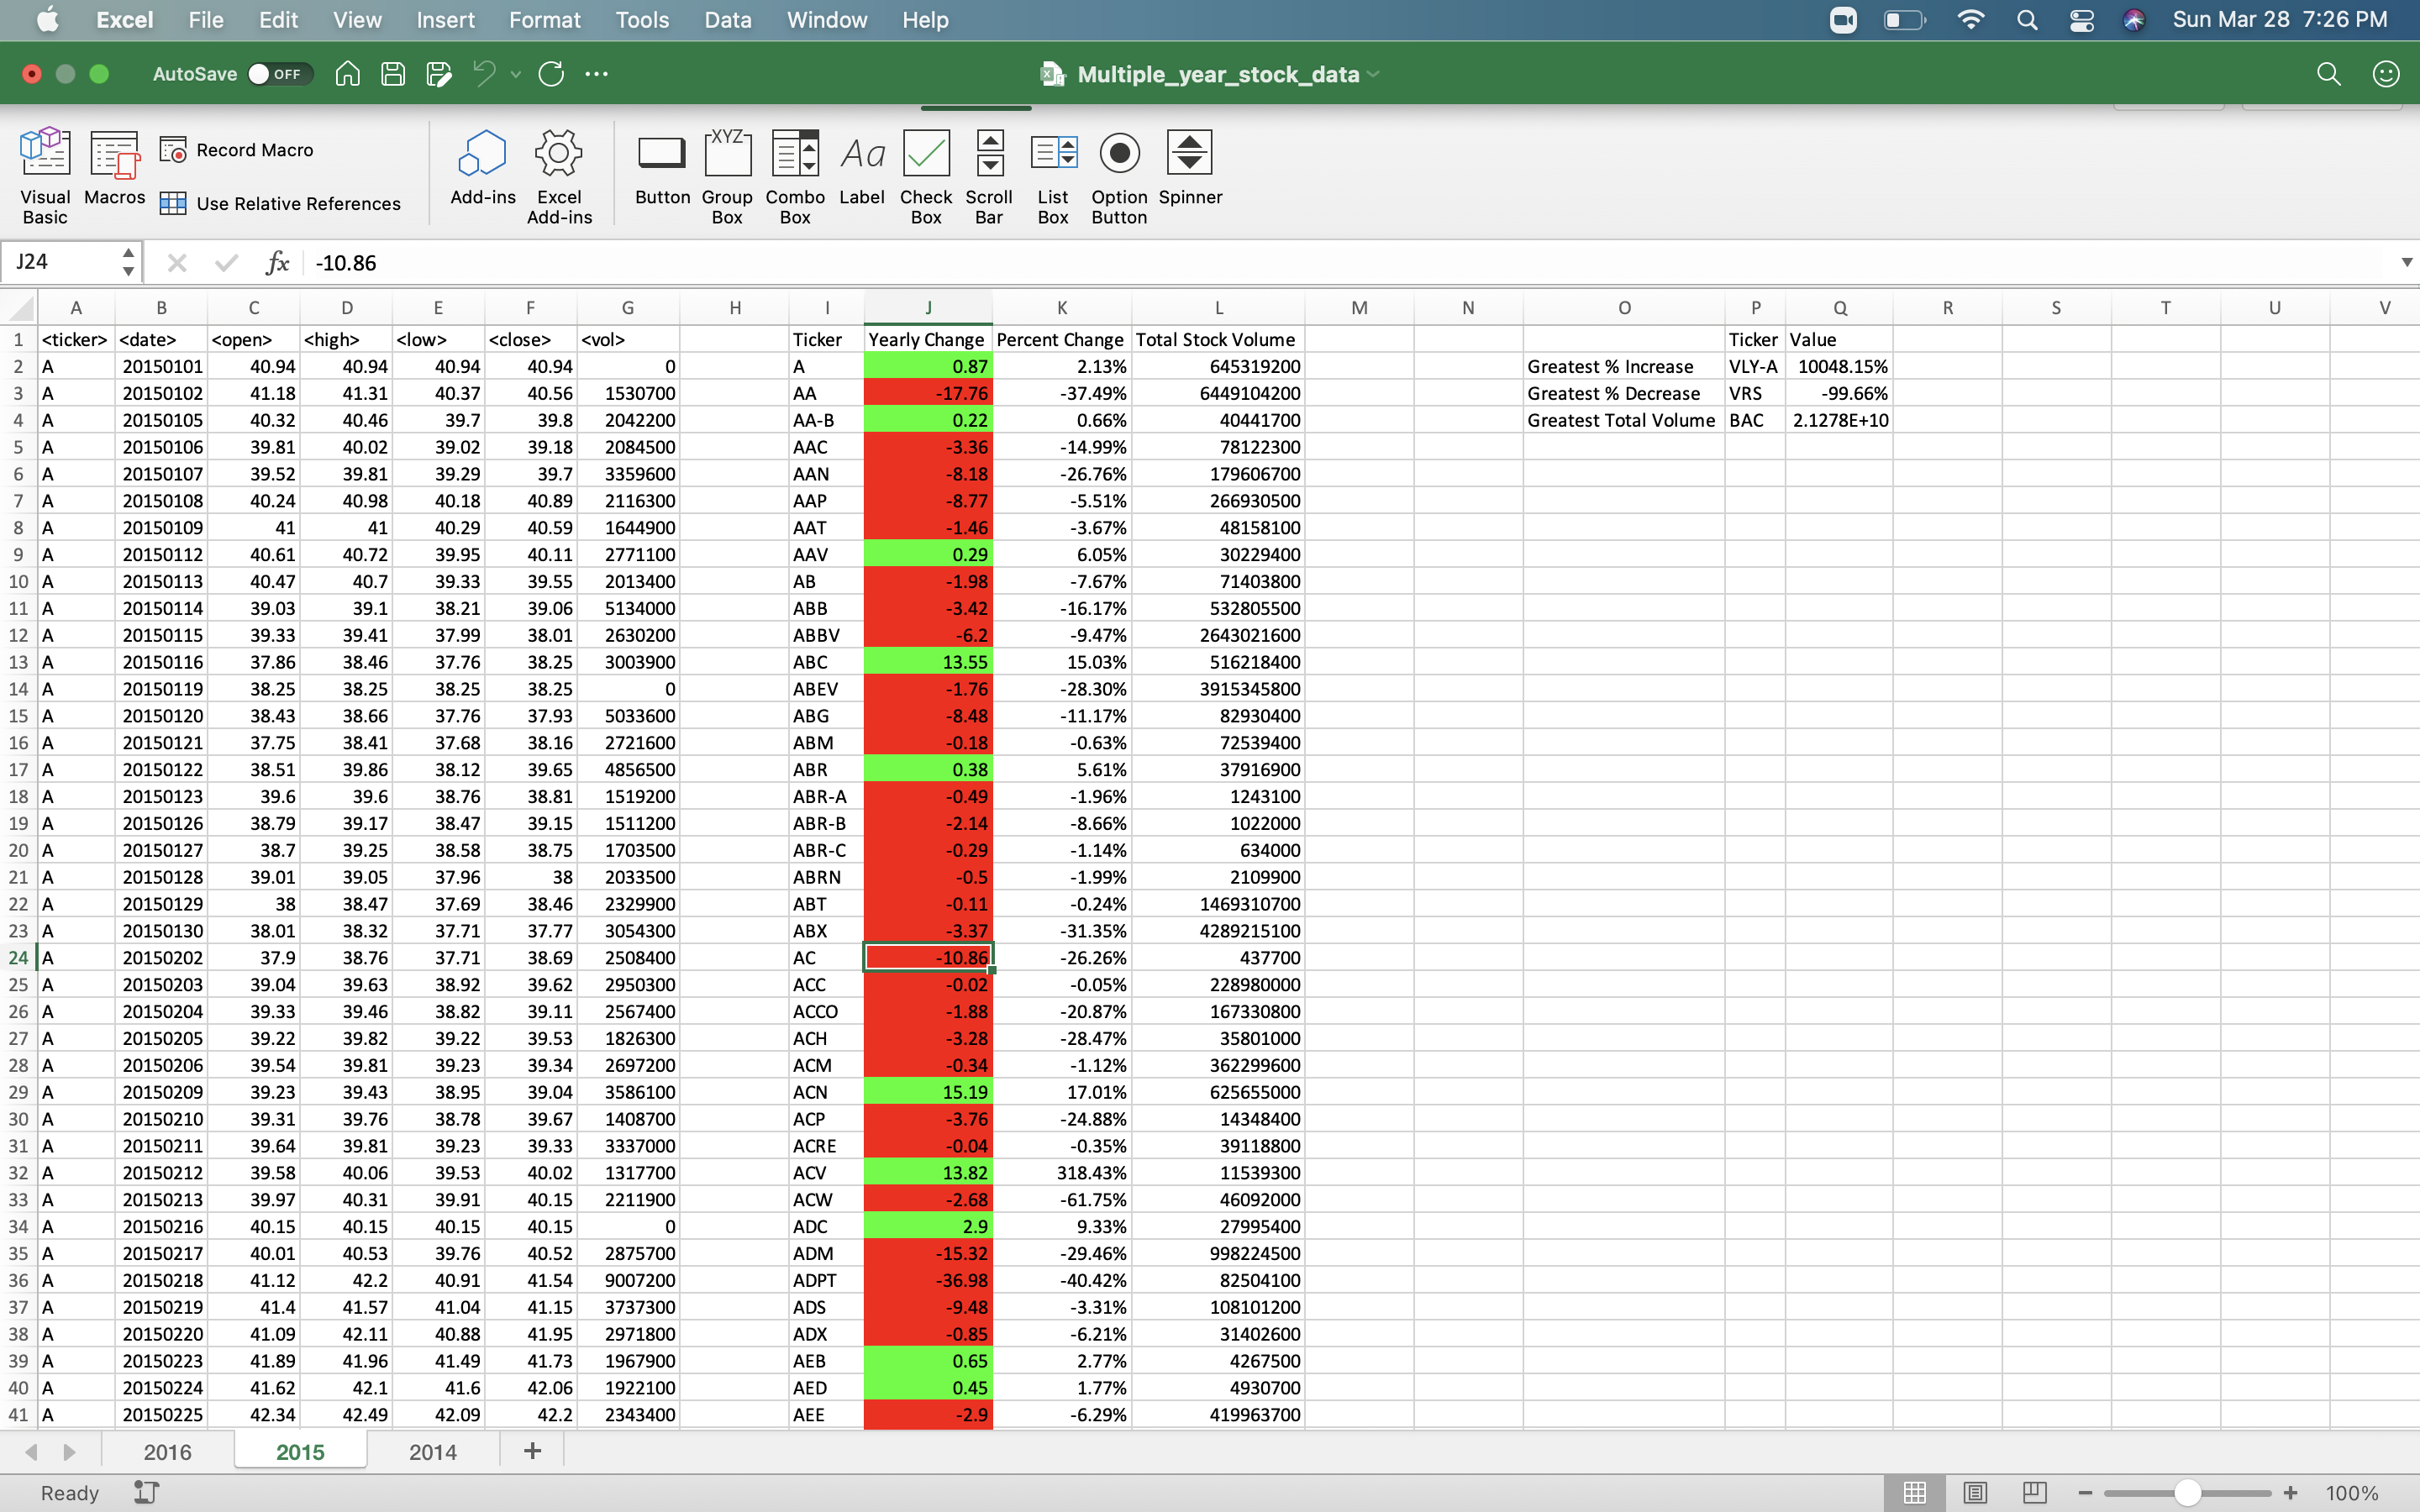 Excel File Edit View Insert Format Tools Data Window Help Sun Mar 28 7:26 PM
AutoSave OFF Multiple_year_stock_data
Visual Basic Macros Record Macro Use Relative References Add-ins Excel Add-ins XYZ Button Group Box Combo Box Aa Label Check Box Scroll Bar List Box Option Button Spinner
J24 fx -10.86
A B C D E F G H I J K L M N O P Q R S T U V
1 <ticker> <date> <open> <high> <low> <close> <vol> Ticker Yearly Change Percent Change Total Stock Volume Ticker Value
2 A 20150101 40.94 40.94 40.94 40.94 0 A 0.87 2.13% 645319200 Greatest % Increase VLY-A 10048.15%
3 A 20150102 41.18 41.31 40.37 40.56 1530700 AA -17.76 -37.49% 6449104200 Greatest % Decrease VRS -99.66%
4 A 20150105 40.32 40.46 39.7 39.8 2042200 AA-B 0.22 0.66% 40441700 Greatest Total Volume BAC 2.1278E+10
5 A 20150106 39.81 40.02 39.02 39.18 2084500 AAC -3.36 -14.99% 78122300
6 A 20150107 39.52 39.81 39.29 39.7 3359600 AAN -8.18 -26.76% 179606700
7 A 20150108 40.24 40.98 40.18 40.89 2116300 AAP -8.77 -5.51% 266930500
8 A 20150109 41 41 40.29 40.59 1644900 AAT -1.46 -3.67% 48158100
9 A 20150112 40.61 40.72 39.95 40.11 2771100 AAV 0.29 6.05% 30229400
10 A 20150113 40.47 40.7 39.33 39.55 2013400 AB -1.98 -7.67% 71403800
11 A 20150114 39.03 39.1 38.21 39.06 5134000 ABB -3.42 -16.17% 532805500
12 A 20150115 39.33 39.41 37.99 38.01 2630200 ABBV -6.2 -9.47% 2643021600
13 A 20150116 37.86 38.46 37.76 38.25 3003900 ABC 13.55 15.03% 516218400
14 A 20150119 38.25 38.25 38.25 38.25 0 ABEV -1.76 -28.30% 3915345800
15 A 20150120 38.43 38.66 37.76 37.93 5033600 ABG -8.48 -11.17% 82930400
16 A 20150121 37.75 38.41 37.68 38.16 2721600 ABM -0.18 -0.63% 72539400
17 A 20150122 38.51 39.86 38.12 39.65 4856500 ABR 0.38 5.61% 37916900
18 A 20150123 39.6 39.6 38.76 38.81 1519200 ABR-A -0.49 -1.96% 1243100
19 A 20150126 38.79 39.17 38.47 39.15 1511200 ABR-B -2.14 -8.66% 1022000
20 A 20150127 38.7 39.25 38.58 38.75 1703500 ABR-C -0.29 -1.14% 634000
21 A 20150128 39.01 39.05 37.96 38 2033500 ABRN -0.5 -1.99% 2109900
22 A 20150129 38 38.47 37.69 38.46 2329900 ABT -0.11 -0.24% 1469310700
23 A 20150130 38.01 38.32 37.71 37.77 3054300 ABX -3.37 -31.35% 4289215100
24 A 20150202 37.9 38.76 37.71 38.69 2508400 AC -10.86 -26.26% 437700
25 A 20150203 39.04 39.63 38.92 39.62 2950300 ACC -0.02 -0.05% 228980000
26 A 20150204 39.33 39.46 38.82 39.11 2567400 ACCO -1.88 -20.87% 167330800
27 A 20150205 39.22 39.82 39.22 39.53 1826300 ACH -3.28 -28.47% 35801000
28 A 20150206 39.54 39.81 39.23 39.34 2697200 ACM -0.34 -1.12% 362299600
29 A 20150209 39.23 39.43 38.95 39.04 3586100 ACN 15.19 17.01% 625655000
30 A 20150210 39.31 39.76 38.78 39.67 1408700 ACP -3.76 -24.88% 14348400
31 A 20150211 39.64 39.81 39.23 39.33 3337000 ACRE -0.04 -0.35% 39118800
32 A 20150212 39.58 40.06 39.53 40.02 1317700 ACV 13.82 318.43% 11539300
33 A 20150213 39.97 40.31 39.91 40.15 2211900 ACW -2.68 -61.75% 46092000
34 A 20150216 40.15 40.15 40.15 40.15 0 ADC 2.9 9.33% 27995400
35 A 20150217 40.01 40.53 39.76 40.52 2875700 ADM -15.32 -29.46% 998224500
36 A 20150218 41.12 42.2 40.91 41.54 9007200 ADPT -36.98 -40.42% 82504100
37 A 20150219 41.4 41.57 41.04 41.15 3737300 ADS -9.48 -3.31% 108101200
38 A 20150220 41.09 42.11 40.88 41.95 2971800 ADX -0.85 -6.21% 31402600
39 A 20150223 41.89 41.96 41.49 41.73 1967900 AEB 0.65 2.77% 4267500
40 A 20150224 41.62 42.1 41.6 42.06 1922100 AED 0.45 1.77% 4930700
41 A 20150225 42.34 42.49 42.09 42.2 2343400 AEE -2.9 -6.29% 419963700
2016 2015 2014 +
Ready 100%